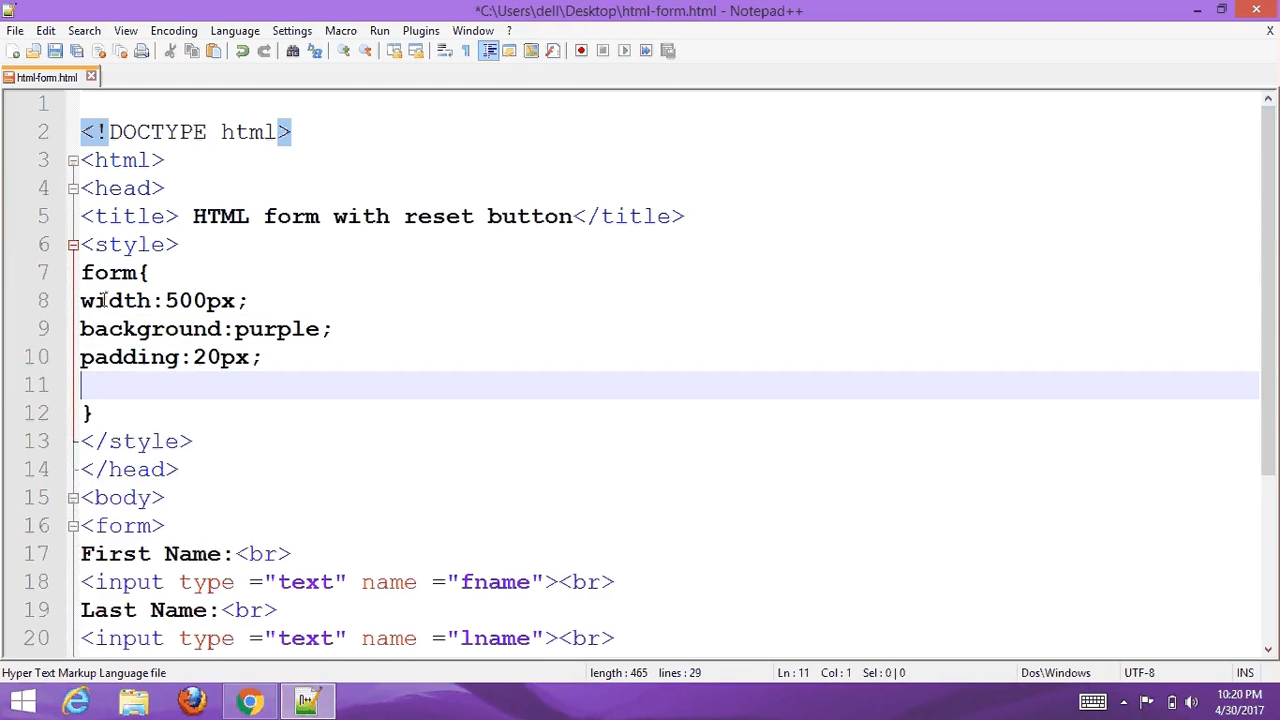 *C:\Users\dell\Desktop\html-form.html - Notepad++
File Edit Search View Encoding Language Settings Macro Run Plugins Window ? X
html-form.html
1
2 <!DOCTYPE html>
3 <html>
4 <head>
5 <title> HTML form with reset button</title>
6 <style>
7 form{
8 width:500px;
9 background:purple;
10 padding:20px;
11
12 }
13 </style>
14 </head>
15 <body>
16 <form>
17 First Name:<br>
18 <input type ="text" name ="fname"><br>
19 Last Name:<br>
20 <input type ="text" name ="lname"><br>
Hyper Text Markup Language file length : 465 lines : 29 Ln : 11 Col : 1 Sel : 0 | 0 Dos\Windows UTF-8 INS
10:20 PM
4/30/2017